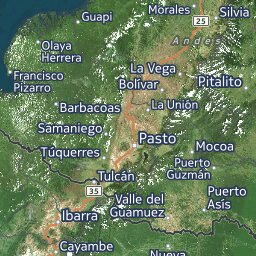 Morales
Silvia
Guapi
25
Andes
Olaya
Herrera
La Vega
Francisco
Pizarro
Bolívar
Pitalito
Barbacoas
La Unión
Samaniego
Pasto
Mocoa
Túquerres
Puerto
Guzmán
Tulcán
35
Valle del
Guamuez
Puerto
Asís
Ibarra
Cayambe
Nueva